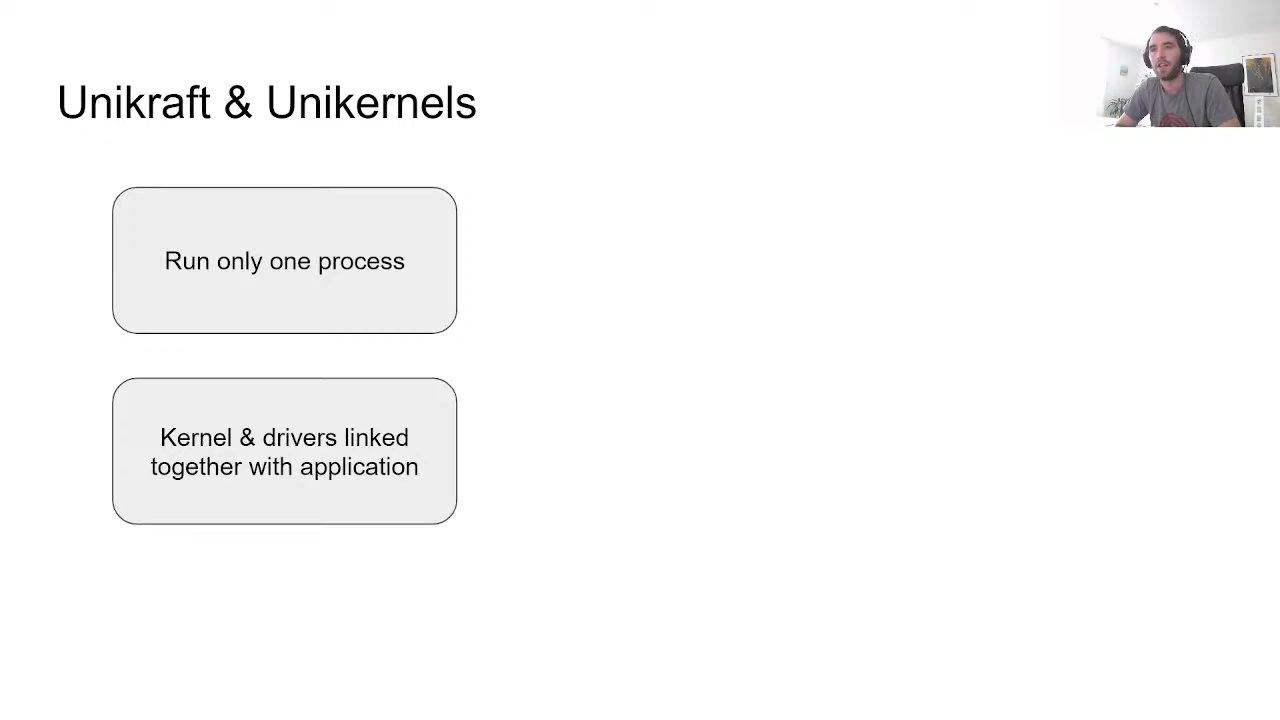 Unikraft & Unikernels
Run only one process
Kernel & drivers linked
together with application